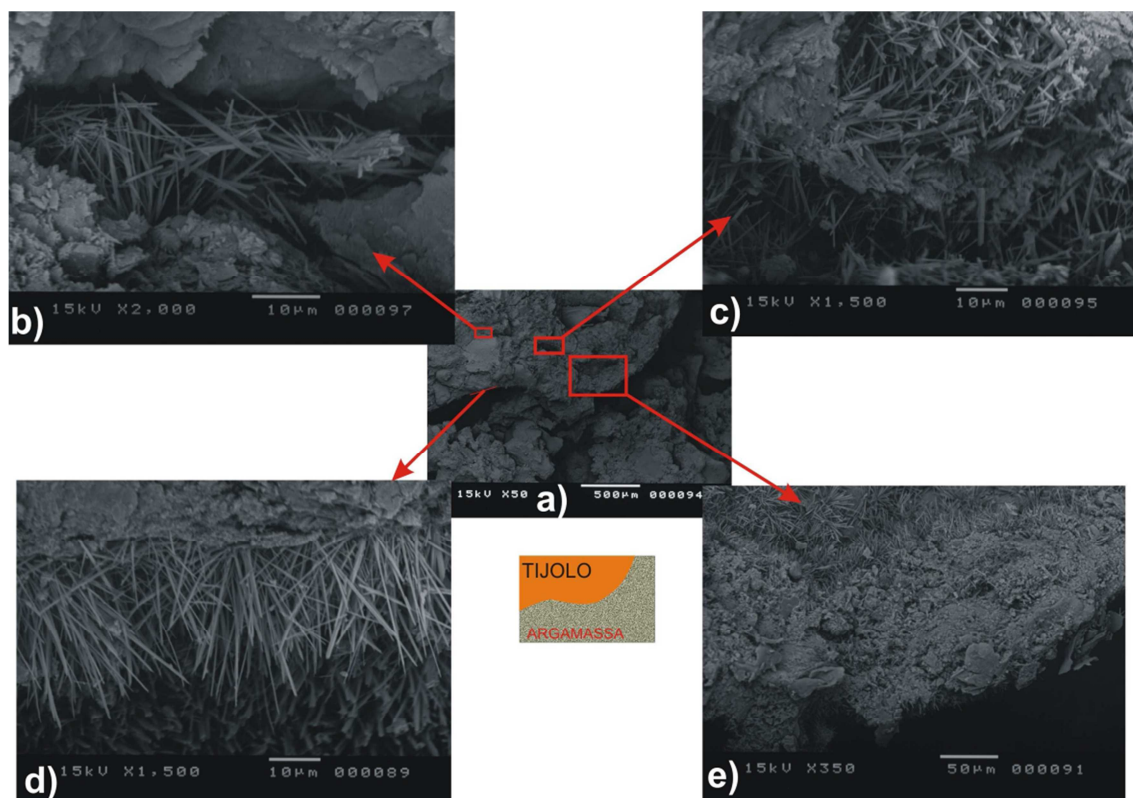 15kV X2,000 10µm 000097
b)
15kV X1,500 10µm 000095
c)
15kV X50 500µm 000094
a)
TIJOLO
ARGAMASSA
15kV X1,500 10µm 000089
d)
15kV X350 50µm 000091
e)